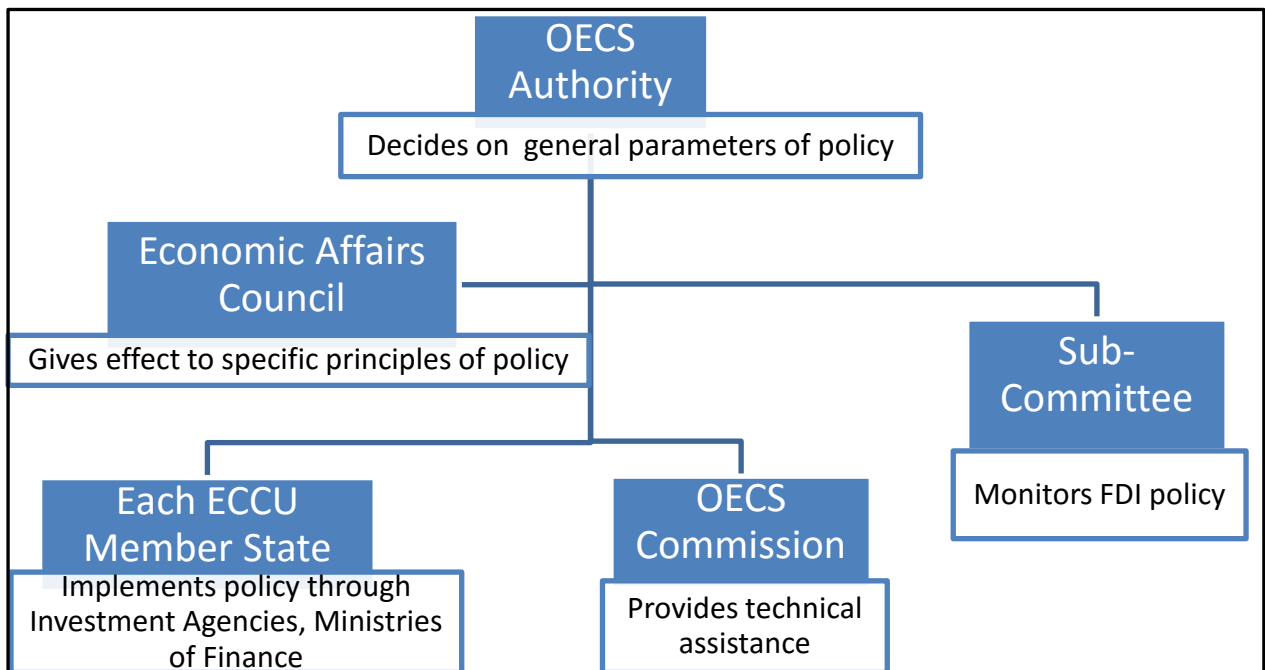 OECS
Authority
Decides on general parameters of policy
Economic Affairs
Council
Gives effect to specific principles of policy
Sub-
Committee
Monitors FDI policy
Each ECCU
Member State
Implements policy through
Investment Agencies, Ministries
of Finance
OECS
Commission
Provides technical
assistance